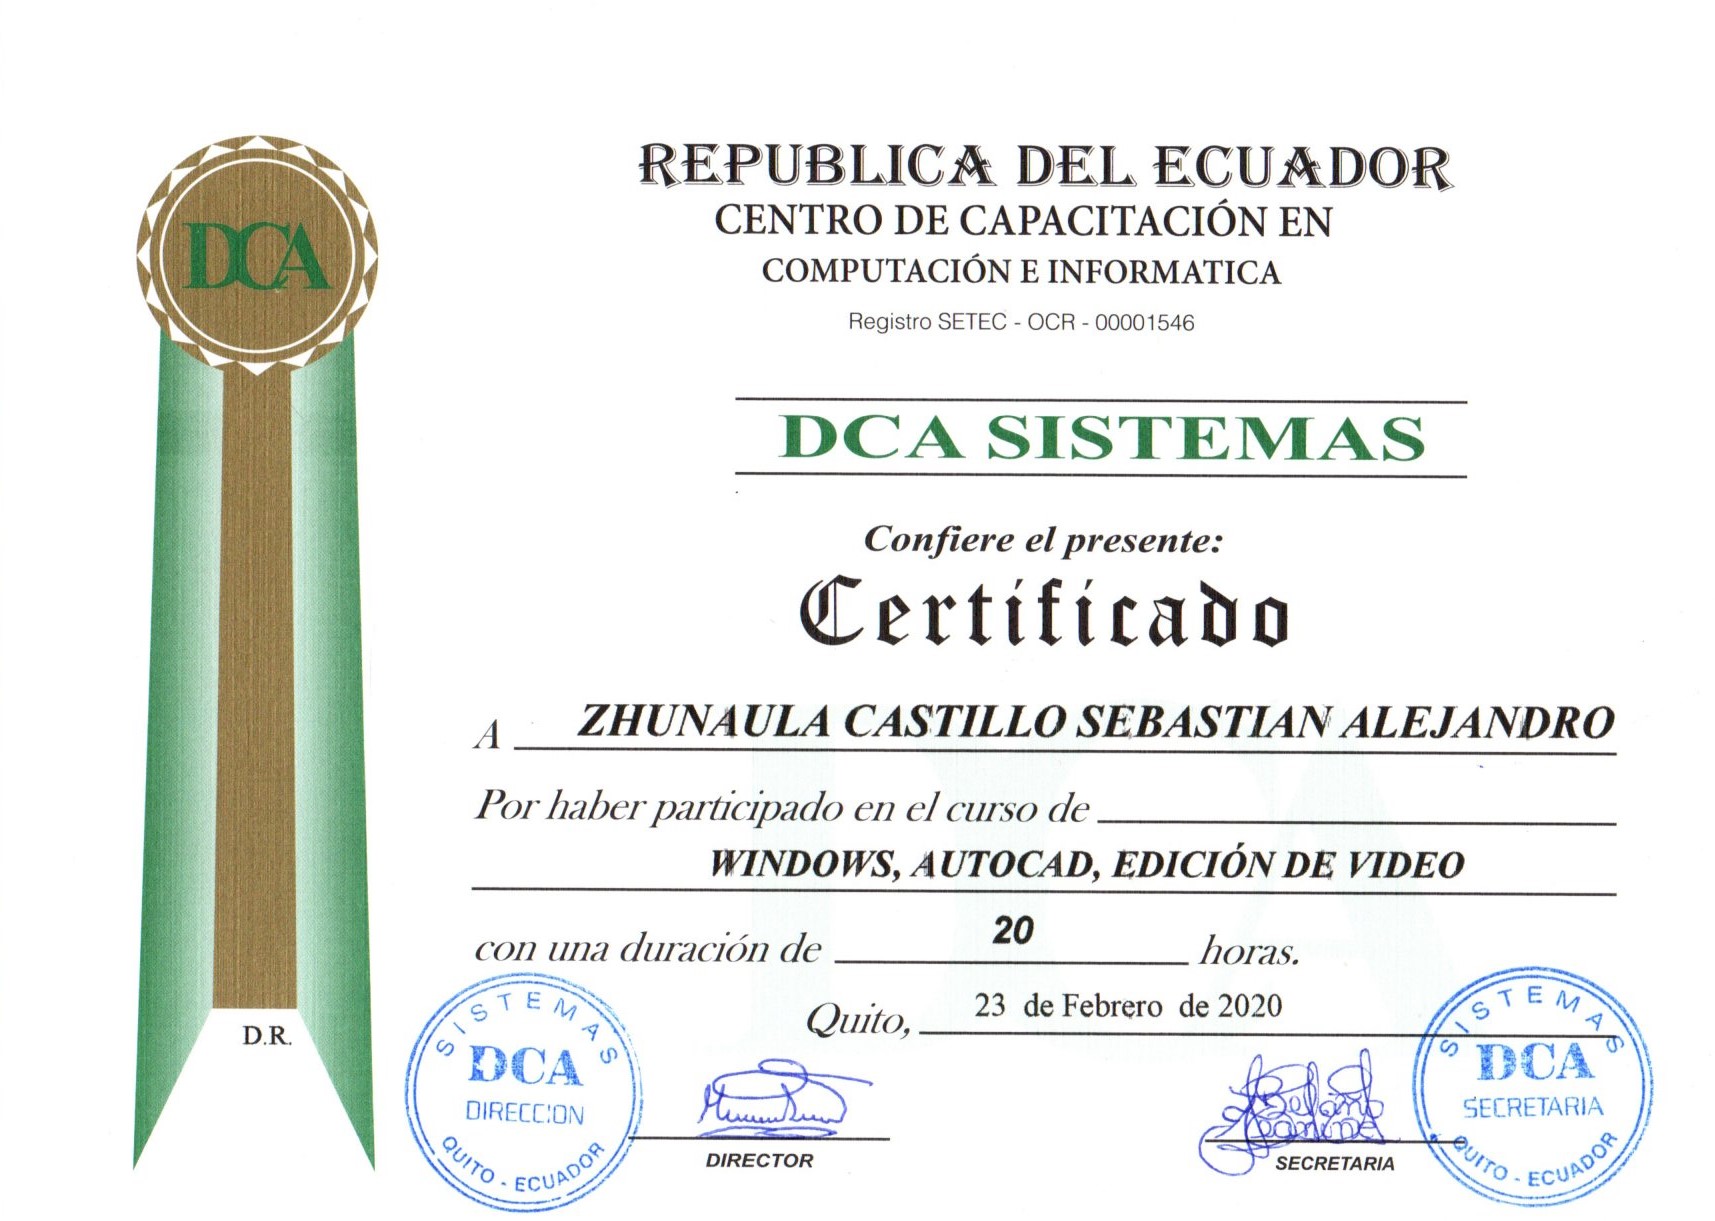 DCA
REPUBLICA DEL ECUADOR
CENTRO DE CAPACITACIÓN EN
COMPUTACIÓN E INFORMATICA
Registro SETEC - OCR - 00001546
DCA SISTEMAS
Confiere el presente:
Certificado
A ZHUNAULA CASTILLO SEBASTIAN ALEJANDRO
Por haber participado en el curso de
WINDOWS, AUTOCAD, EDICIÓN DE VIDEO
con una duración de 20 horas.
Quito, 23 de Febrero de 2020
D.R.
SISTEMAS
DCA
DIRECCION
QUITO - ECUADOR
DIRECTOR
SECRETARIA
SISTEMAS
DCA
SECRETARIA
QUITO - ECUADOR